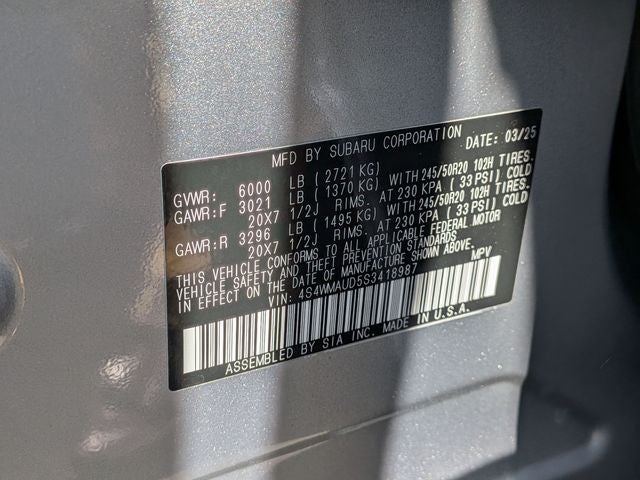 MFD BY SUBARU CORPORATION DATE: 03/25
GVWR: 6000 LB ( 2721 KG)
GAWR:F 3021 LB ( 1370 KG) WITH 245/50R20 102H TIRES.
20X7 1/2J RIMS. AT 230 KPA ( 33 PSI) COLD
GAWR:R 3296 LB ( 1495 KG) WITH 245/50R20 102H TIRES.
20X7 1/2J RIMS. AT 230 KPA ( 33 PSI) COLD
THIS VEHICLE CONFORMS TO ALL APPLICABLE FEDERAL MOTOR
VEHICLE SAFETY AND THEFT PREVENTION STANDARDS
IN EFFECT ON THE DATE OF MANUFACTURE SHOWN ABOVE.
VIN: 4S4WMAUD5S3418987 MPV
ASSEMBLED BY SIA INC. MADE IN U.S.A.